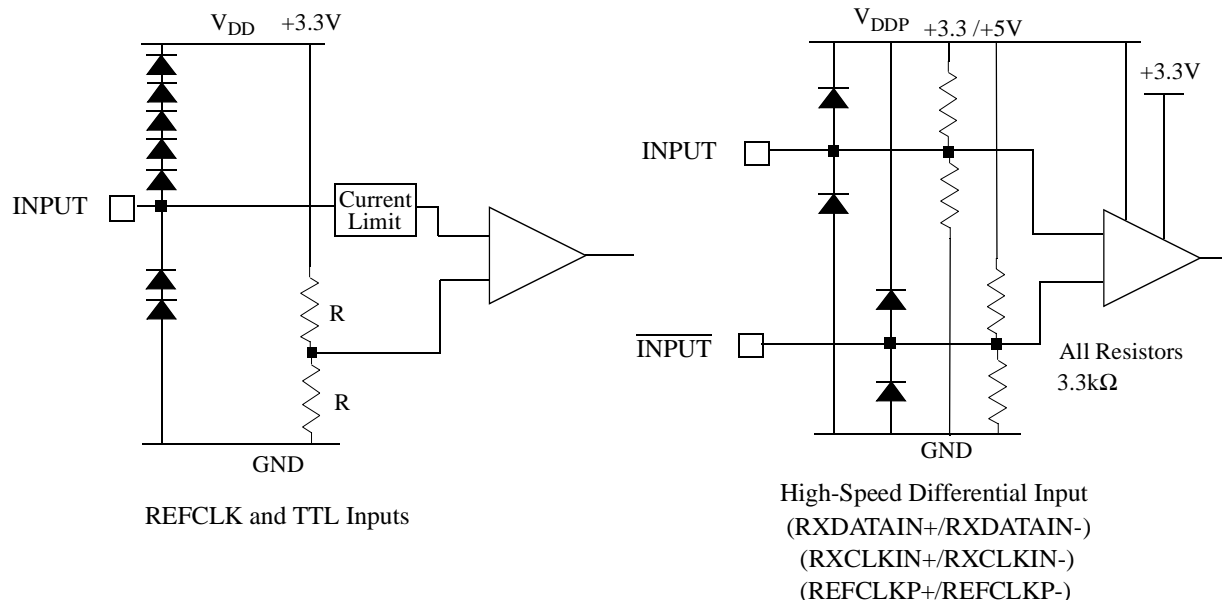 V_DD +3.3V
INPUT
Current
Limit
R
R
GND
REFCLK and TTL Inputs
V_DDP +3.3 /+5V
+3.3V
INPUT
INPUT
All Resistors
3.3kΩ
GND
High-Speed Differential Input
(RXDATAIN+/RXDATAIN-)
(RXCLKIN+/RXCLKIN-)
(REFCLKP+/REFCLKP-)